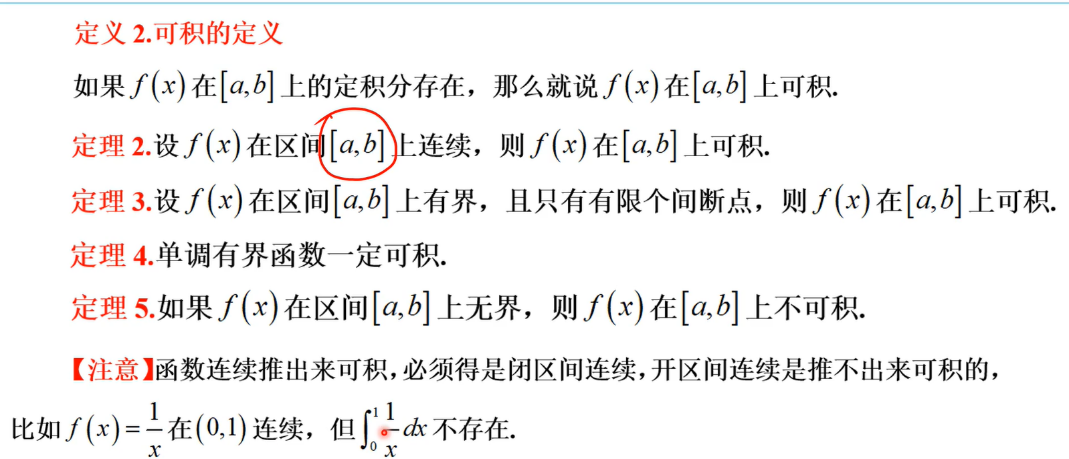 定义 2.可积的定义
如果 f(x) 在[a,b]上的定积分存在，那么就说 f(x) 在[a,b]上可积.
定理 2.设 f(x) 在区间[a,b]上连续，则 f(x) 在[a,b]上可积.
定理 3.设 f(x) 在区间[a,b]上有界，且只有有限个间断点，则 f(x) 在[a,b]上可积.
定理 4.单调有界函数一定可积.
定理 5.如果 f(x) 在区间[a,b]上无界，则 f(x) 在[a,b]上不可积.
【注意】函数连续推出来可积，必须得是闭区间连续，开区间连续是推不出来可积的，
比如 f(x)=1/x 在(0,1)连续，但∫₀¹ 1/x dx 不存在.